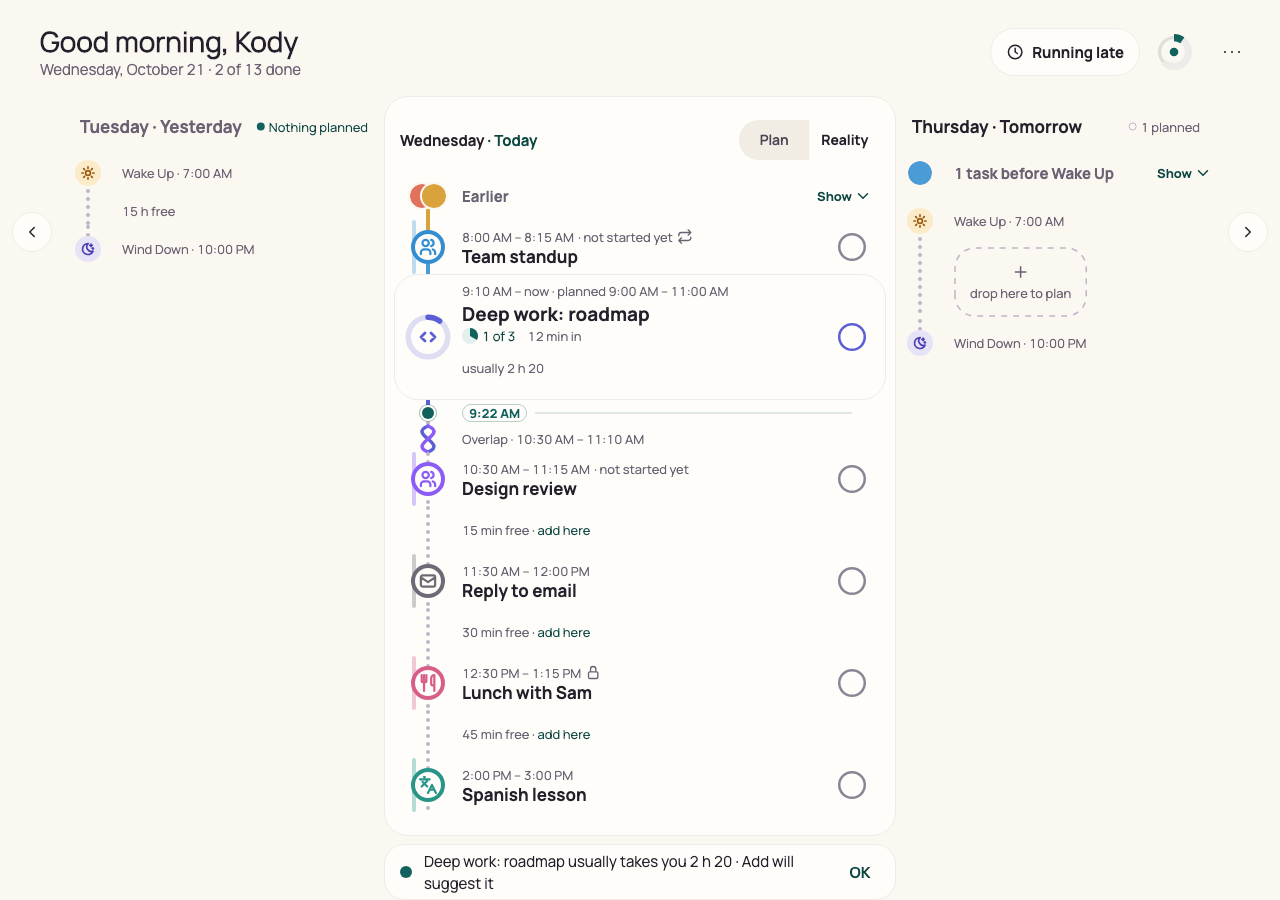 Good morning, Kody
Wednesday, October 21 · 2 of 13 done
Running late
Tuesday · Yesterday
Nothing planned
Wake Up · 7:00 AM
15 h free
Wind Down · 10:00 PM
Wednesday · Today
Plan
Reality
Earlier
Show
8:00 AM – 8:15 AM · not started yet
Team standup
9:10 AM – now · planned 9:00 AM – 11:00 AM
Deep work: roadmap
1 of 3 12 min in
usually 2 h 20
9:22 AM
Overlap · 10:30 AM – 11:10 AM
10:30 AM – 11:15 AM · not started yet
Design review
15 min free · add here
11:30 AM – 12:00 PM
Reply to email
30 min free · add here
12:30 PM – 1:15 PM
Lunch with Sam
45 min free · add here
2:00 PM – 3:00 PM
Spanish lesson
Deep work: roadmap usually takes you 2 h 20 · Add will
suggest it
OK
Thursday · Tomorrow
1 planned
1 task before Wake Up
Show
Wake Up · 7:00 AM
drop here to plan
Wind Down · 10:00 PM